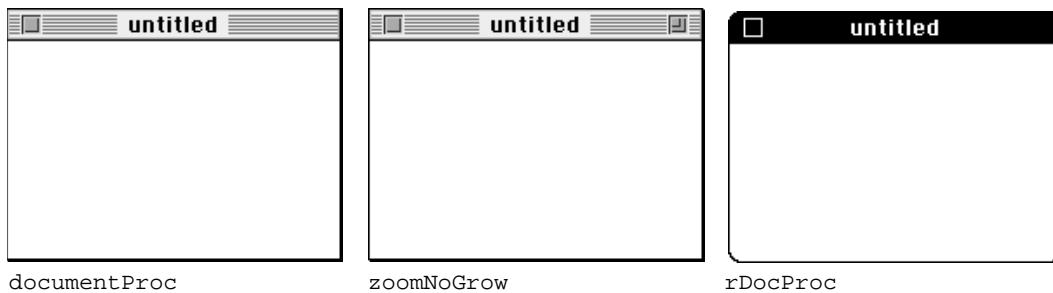 untitled
untitled
untitled
documentProc
zoomNoGrow
rDocProc